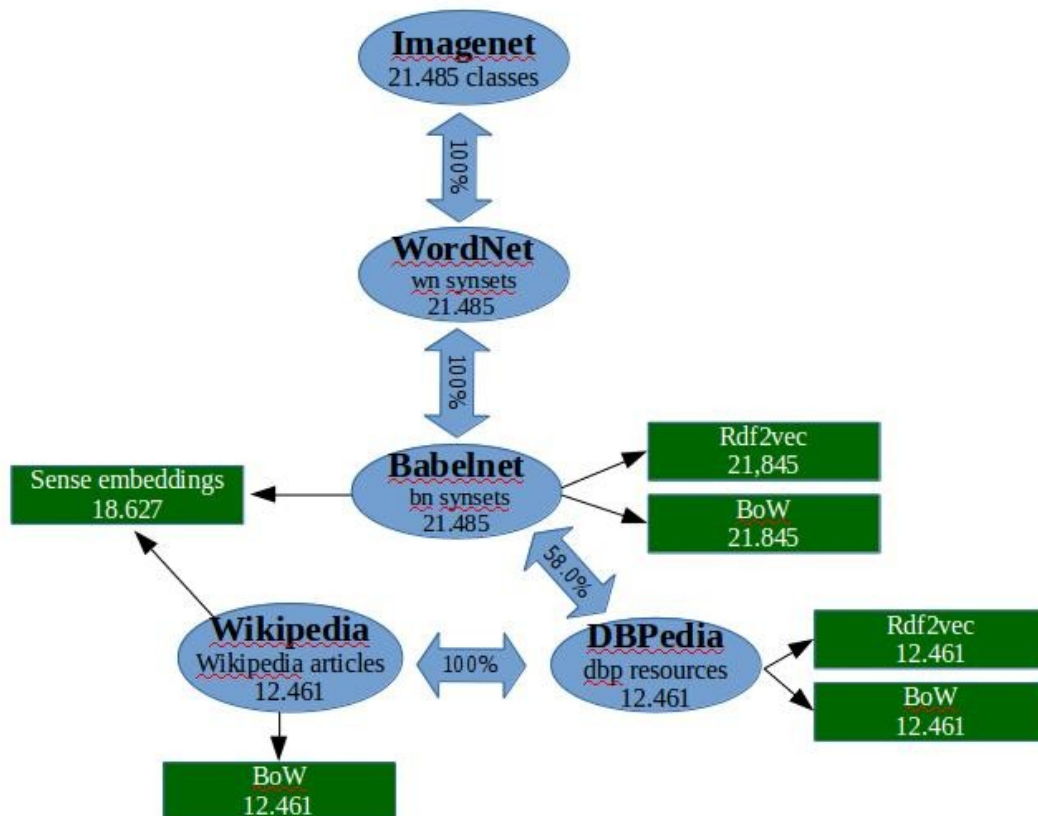 Imagenet
21.485 classes
100%
WordNet
wn synsets
21.485
100%
Babelnet
bn synsets
21.485
Rdf2vec
21,845
BoW
21.845
Sense embeddings
18.627
58.0%
Wikipedia
Wikipedia articles
12.461
100%
DBPedia
dbp resources
12.461
Rdf2vec
12.461
BoW
12.461
BoW
12.461